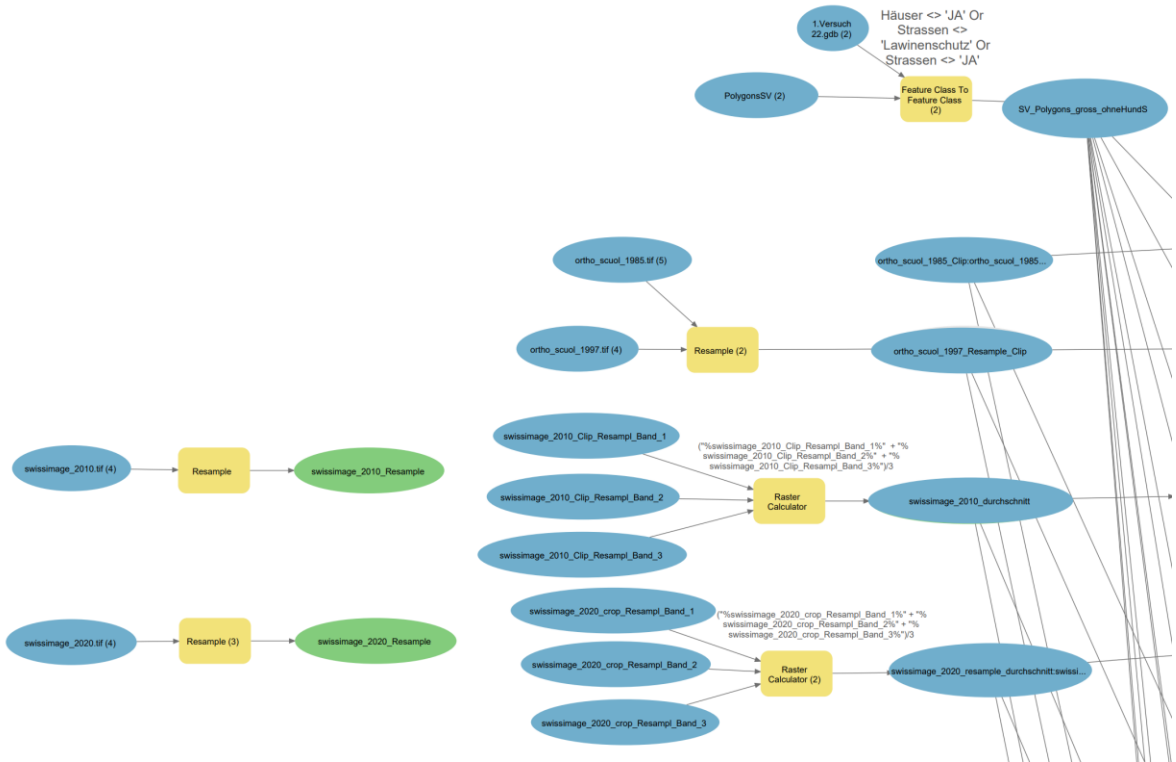 1.Versuch
22.gdb (2)
Häuser <> 'JA' Or
Strassen <>
'Lawinenschutz' Or
Strassen <> 'JA'
PolygonsSV (2)
Feature Class To
Feature Class
(2)
SV_Polygons_gross_ohneHundS
ortho_scuol_1985.tif (5)
ortho_scuol_1985_Clip:ortho_scuol_1985...
ortho_scuol_1997.tif (4)
Resample (2)
ortho_scuol_1997_Resample_Clip
swissimage_2010_Clip_Resampl_Band_1
("%swissimage_2010_Clip_Resampl_Band_1%" + "%
swissimage_2010_Clip_Resampl_Band_2%" + "%
swissimage_2010_Clip_Resampl_Band_3%")/3
swissimage_2010.tif (4)
Resample
swissimage_2010_Resample
swissimage_2010_Clip_Resampl_Band_2
Raster
Calculator
swissimage_2010_durchschnitt
swissimage_2010_Clip_Resampl_Band_3
swissimage_2020_crop_Resampl_Band_1
("%swissimage_2020_crop_Resampl_Band_1%" + "%
swissimage_2020_crop_Resampl_Band_2%" + "%
swissimage_2020_crop_Resampl_Band_3%")/3
swissimage_2020.tif (4)
Resample (3)
swissimage_2020_Resample
swissimage_2020_crop_Resampl_Band_2
Raster
Calculator (2)
swissimage_2020_resample_durchschnitt:swissi...
swissimage_2020_crop_Resampl_Band_3